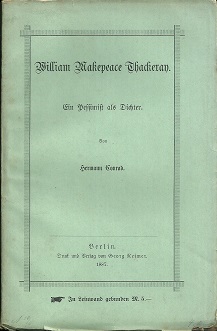 William Makepeace Thackeray.
Ein Pessimist als Dichter.
Von
Hermann Conrad.
Berlin.
Druck und Verlag von Georg Reimer.
1887.
In Leinwand gebunden M. 5.—